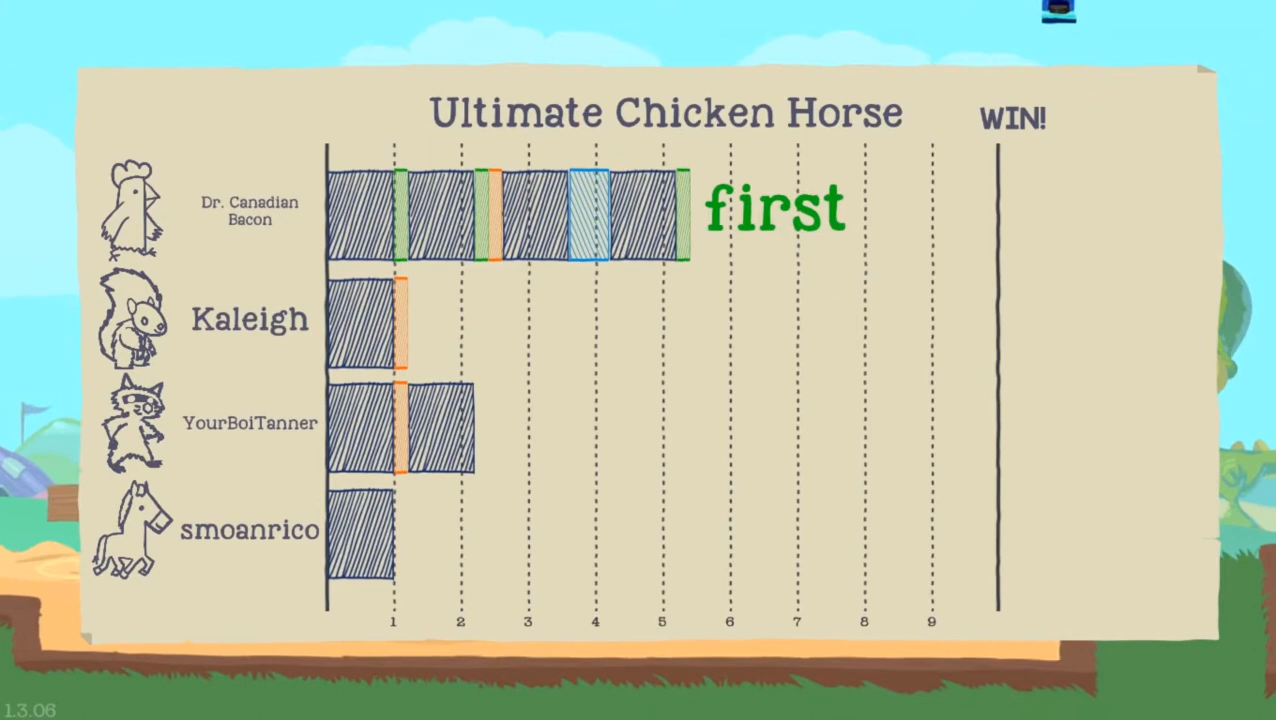 Ultimate Chicken Horse
WIN!
Dr. Canadian
Bacon
first
Kaleigh
YourBoiTanner
smoanrico
1 2 3 4 5 6 7 8 9
1.3.06